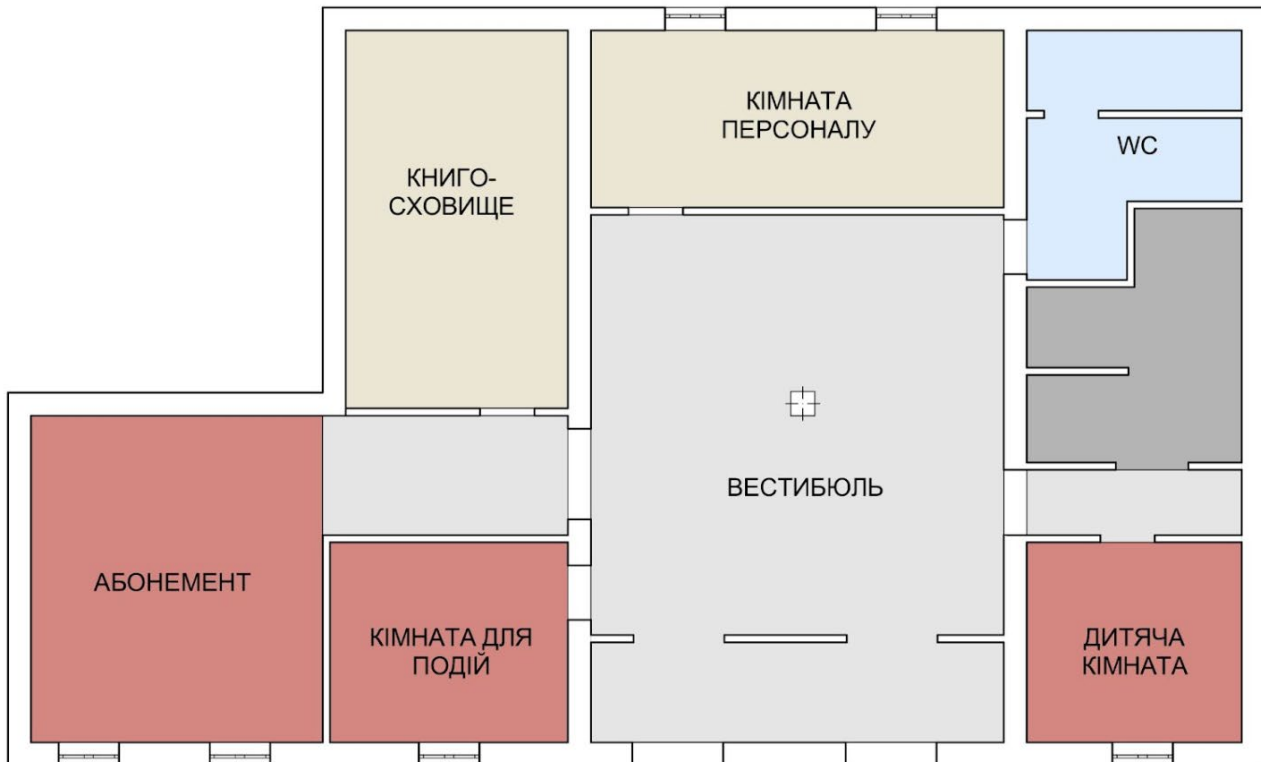 КІМНАТА
ПЕРСОНАЛУ
WC
КНИГО-
СХОВИЩЕ
ВЕСТИБЮЛЬ
АБОНЕМЕНТ
КІМНАТА ДЛЯ
ПОДІЙ
ДИТЯЧА
КІМНАТА